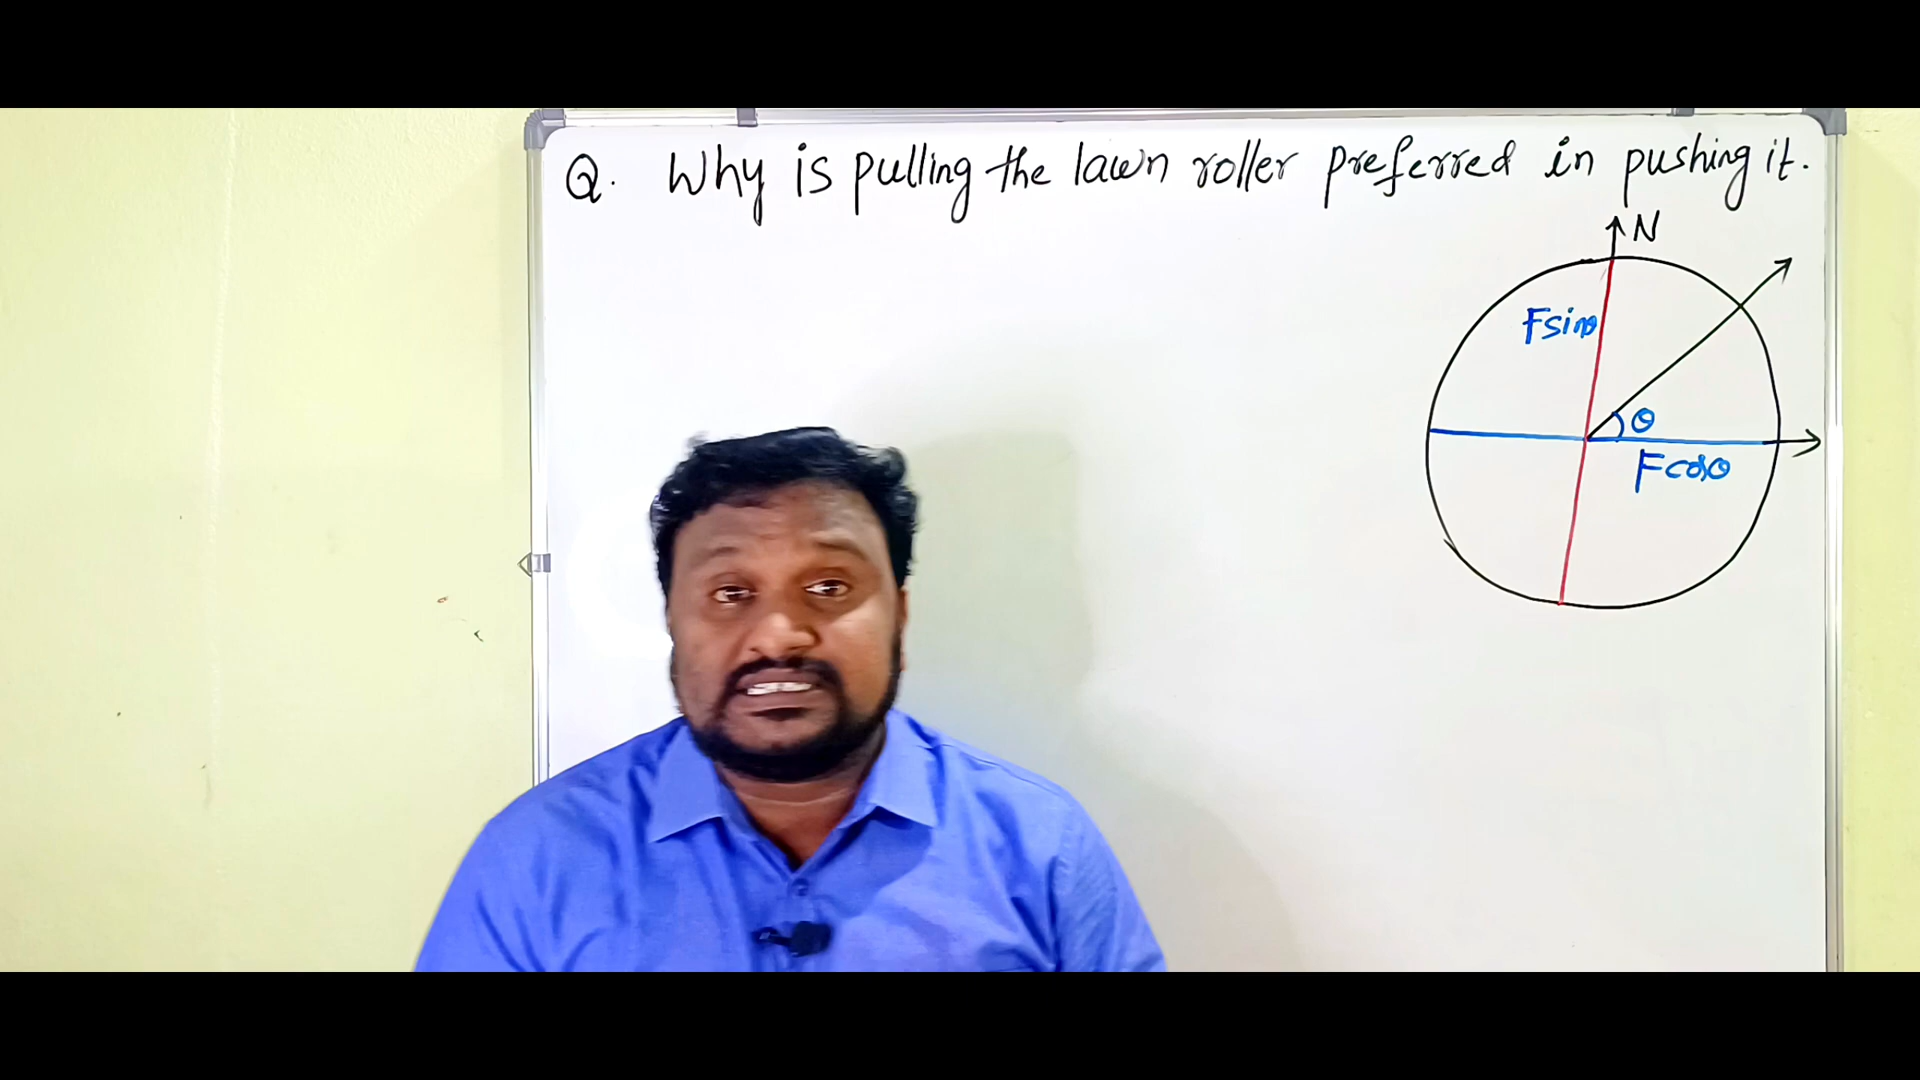 Q. Why is pulling the lawn roller preferred in pushing it.
N
Fsinθ
θ
Fcosθ